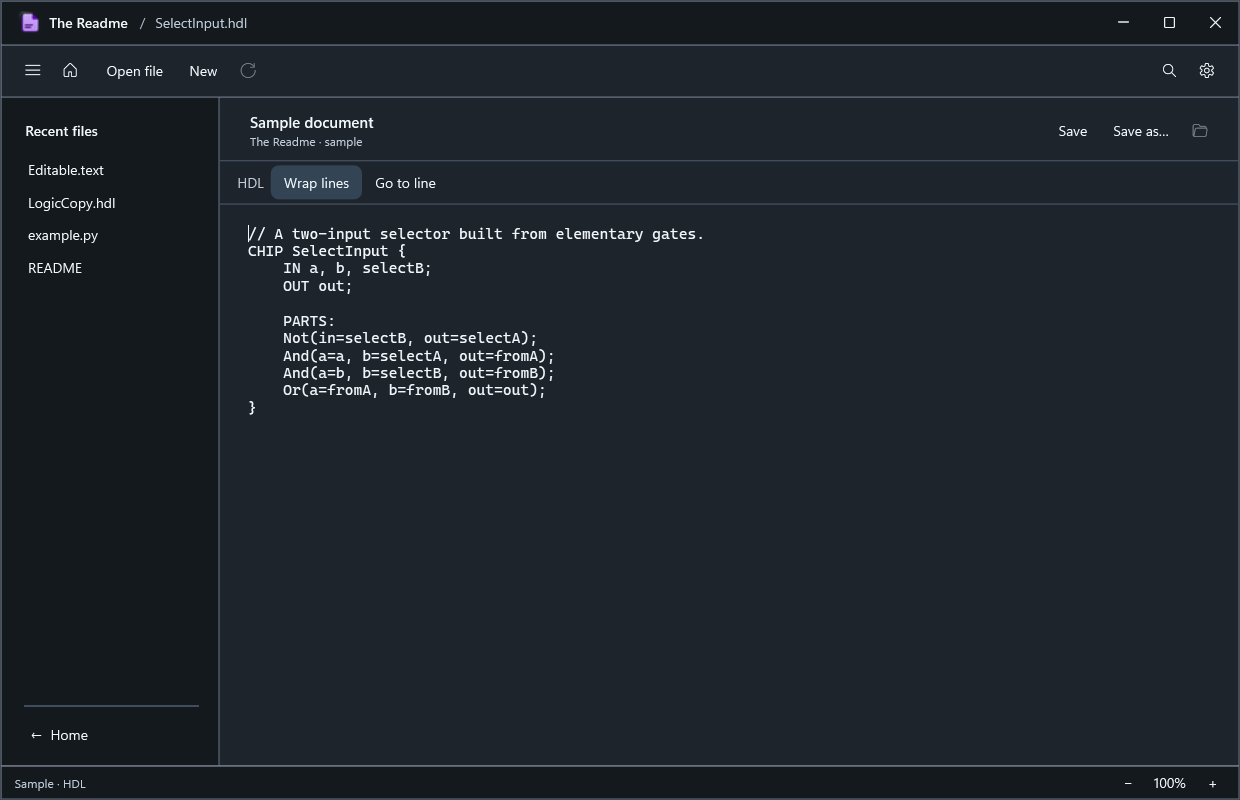 The Readme / SelectInput.hdl
Open file New
Recent files
Editable.text
LogicCopy.hdl
example.py
README
← Home
Sample document
The Readme · sample
Save Save as...
HDL Wrap lines Go to line
// A two-input selector built from elementary gates.
CHIP SelectInput {
    IN a, b, selectB;
    OUT out;

    PARTS:
    Not(in=selectB, out=selectA);
    And(a=a, b=selectA, out=fromA);
    And(a=b, b=selectB, out=fromB);
    Or(a=fromA, b=fromB, out=out);
}
Sample · HDL
− 100% +